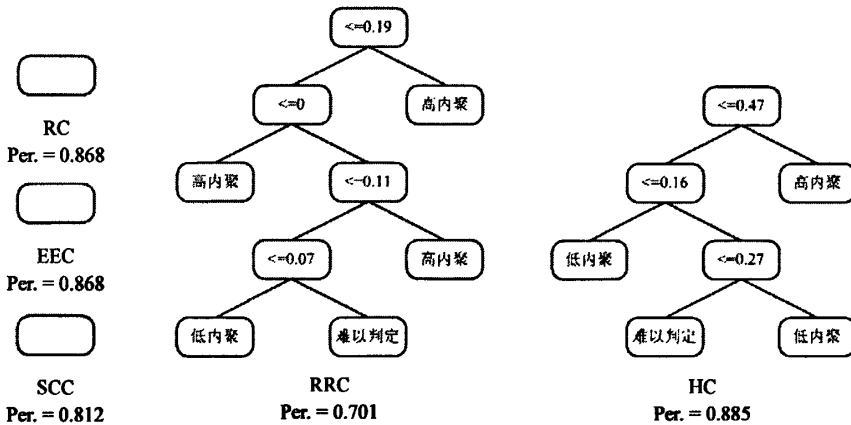 RC
Per. = 0.868
EEC
Per. = 0.868
SCC
Per. = 0.812
<=0.19
<=0
高内聚
高内聚
<=0.11
<=0.07
高内聚
低内聚
难以判定
RRC
Per. = 0.701
<=0.47
<=0.16
高内聚
低内聚
<=0.27
难以判定
低内聚
HC
Per. = 0.885